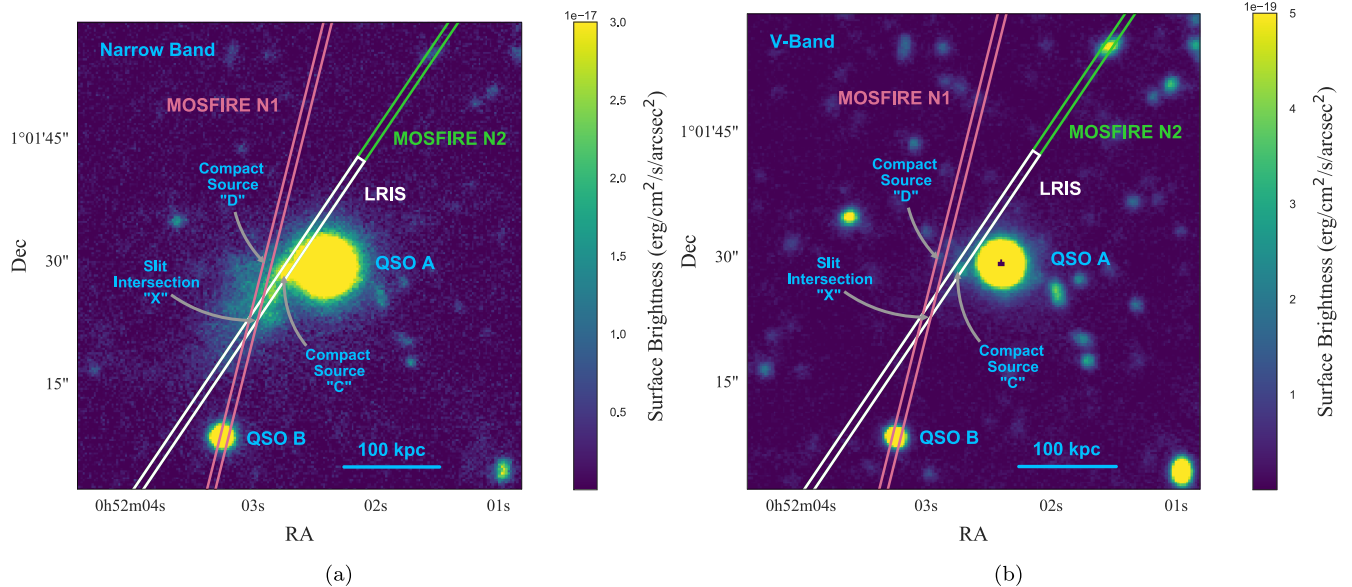 Narrow Band
MOSFIRE N1
MOSFIRE N2
LRIS
Compact
Source
"D"
QSO A
Slit
Intersection
"X"
Compact
Source
"C"
QSO B
100 kpc
1°01'45"
30"
15"
Dec
0h52m04s
03s
02s
01s
RA
1e−17
3.0
2.5
2.0
1.5
1.0
0.5
Surface Brightness (erg/cm²/s/arcsec²)
(a)
V-Band
MOSFIRE N1
MOSFIRE N2
LRIS
Compact
Source
"D"
QSO A
Slit
Intersection
"X"
Compact
Source
"C"
QSO B
100 kpc
1°01'45"
30"
15"
Dec
0h52m04s
03s
02s
01s
RA
1e−19
5
4
3
2
1
Surface Brightness (erg/cm²/s/arcsec²)
(b)